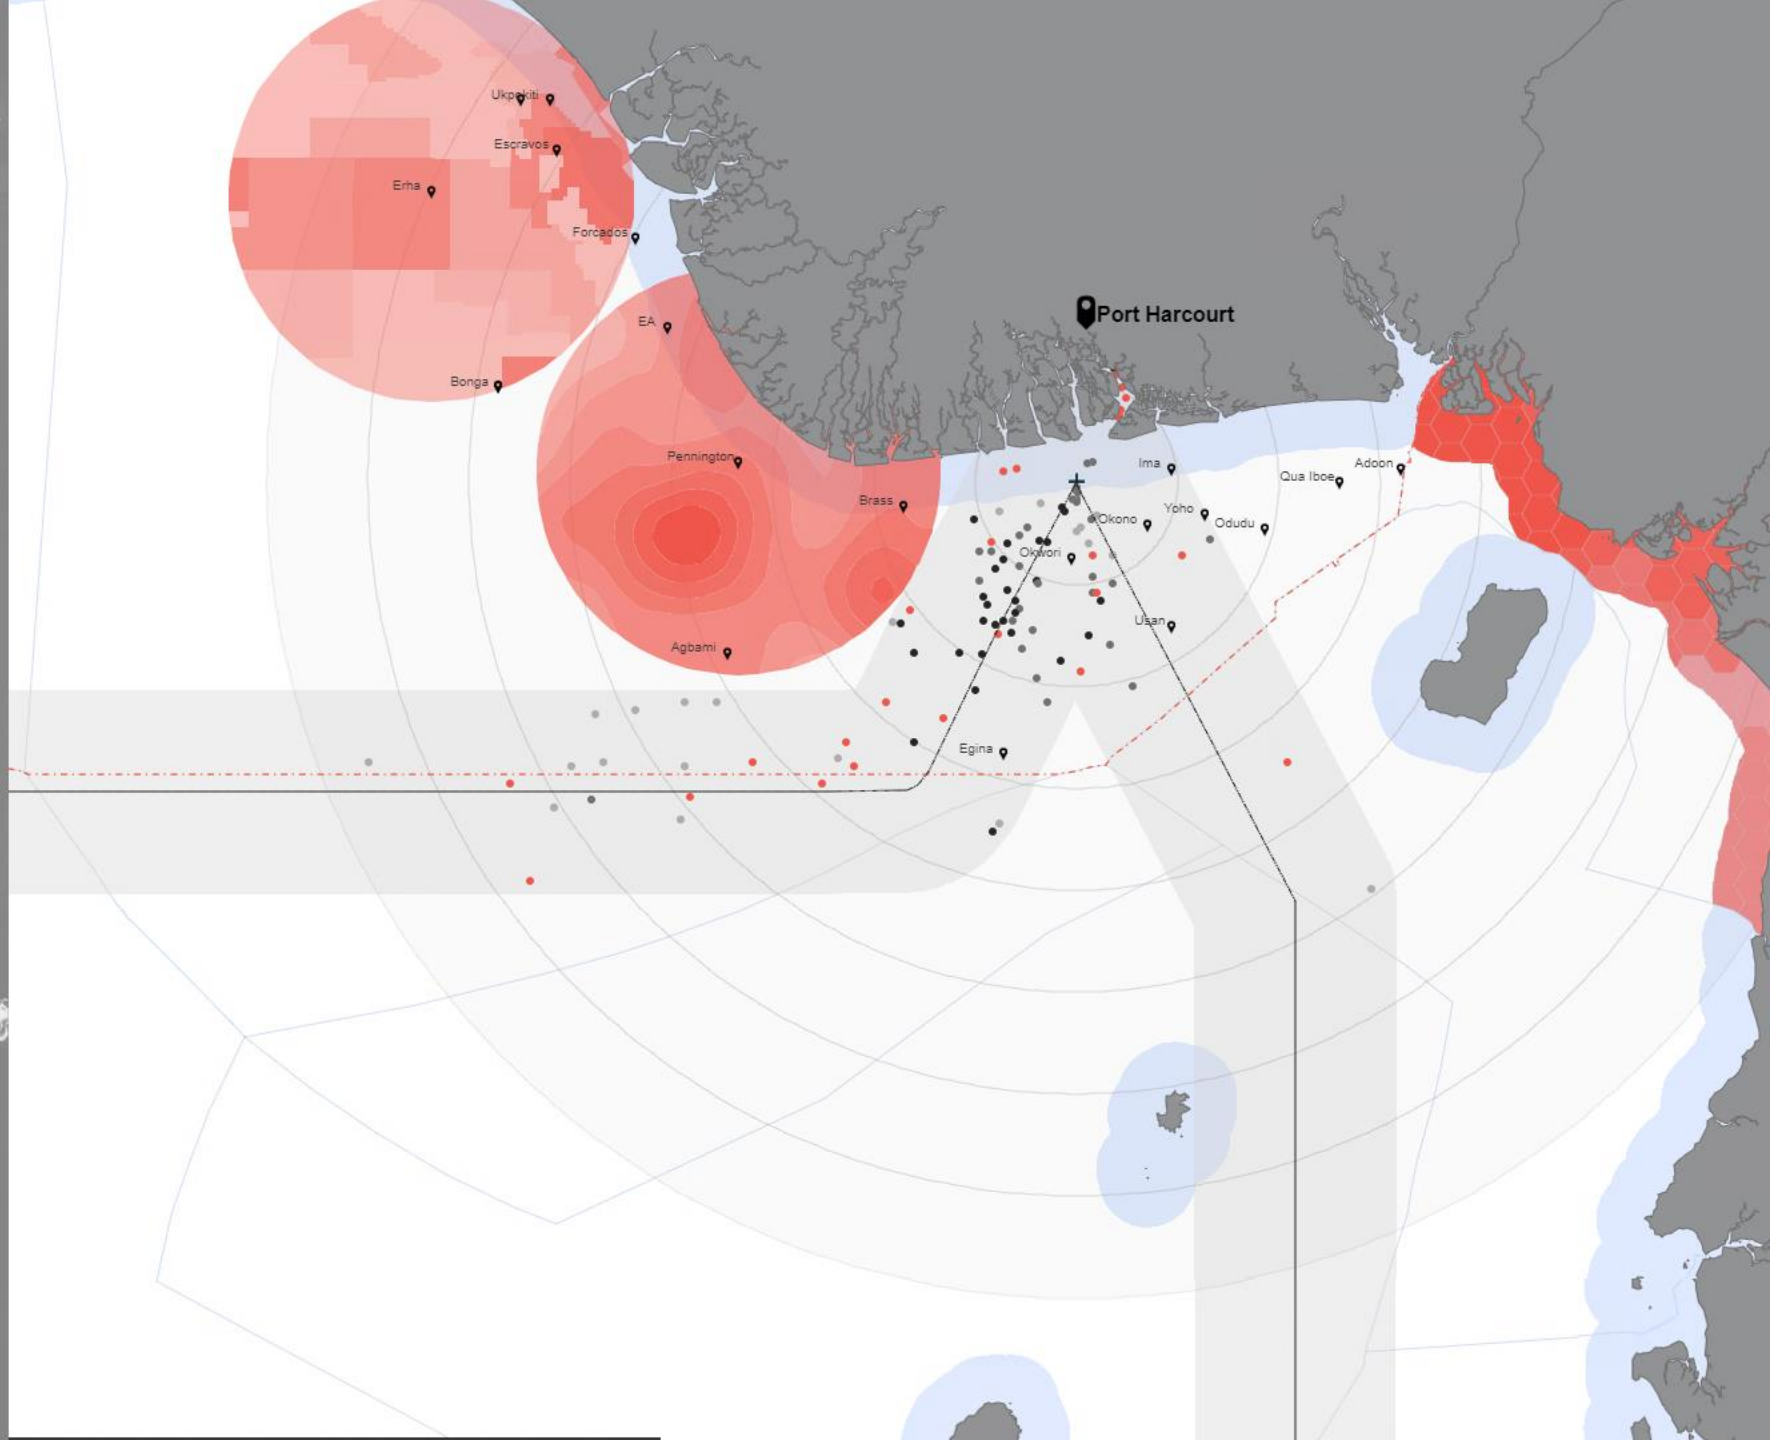 Ukpokiti
Escravos
Erha
Forcados
EA
Port Harcourt
Bonga
Pennington
Ima
Adoon
Qua Iboe
Brass
Yoho
Okono
Odudu
Okwori
Usan
Agbami
Egina